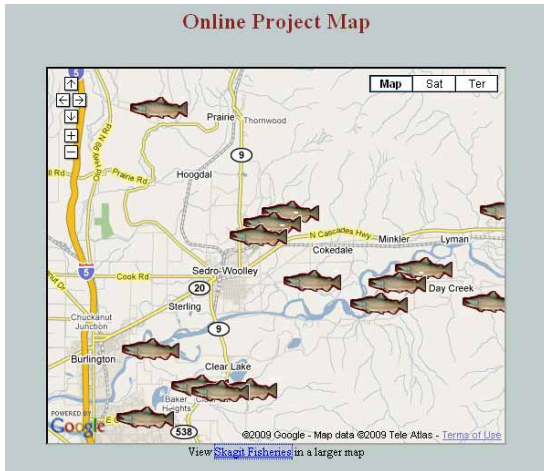 Online Project Map
5
Map Sat Ter
Prairie Thornwood
Old Hwy 99 N Rd
Prairie Rd
9
Hoogdal
N Cascades Hwy
Minkler
Lyman
Cokedale
5
Cook Rd
Sedro-Woolley
20
Day Creek
Sterling
Chuckanut
Junction
9
Burlington
Clear Lake
Baker
Heights
POWERED BY
Google
538
©2009 Google - Map data ©2009 Tele Atlas - Terms of Use
View Skagit Fisheries in a larger map